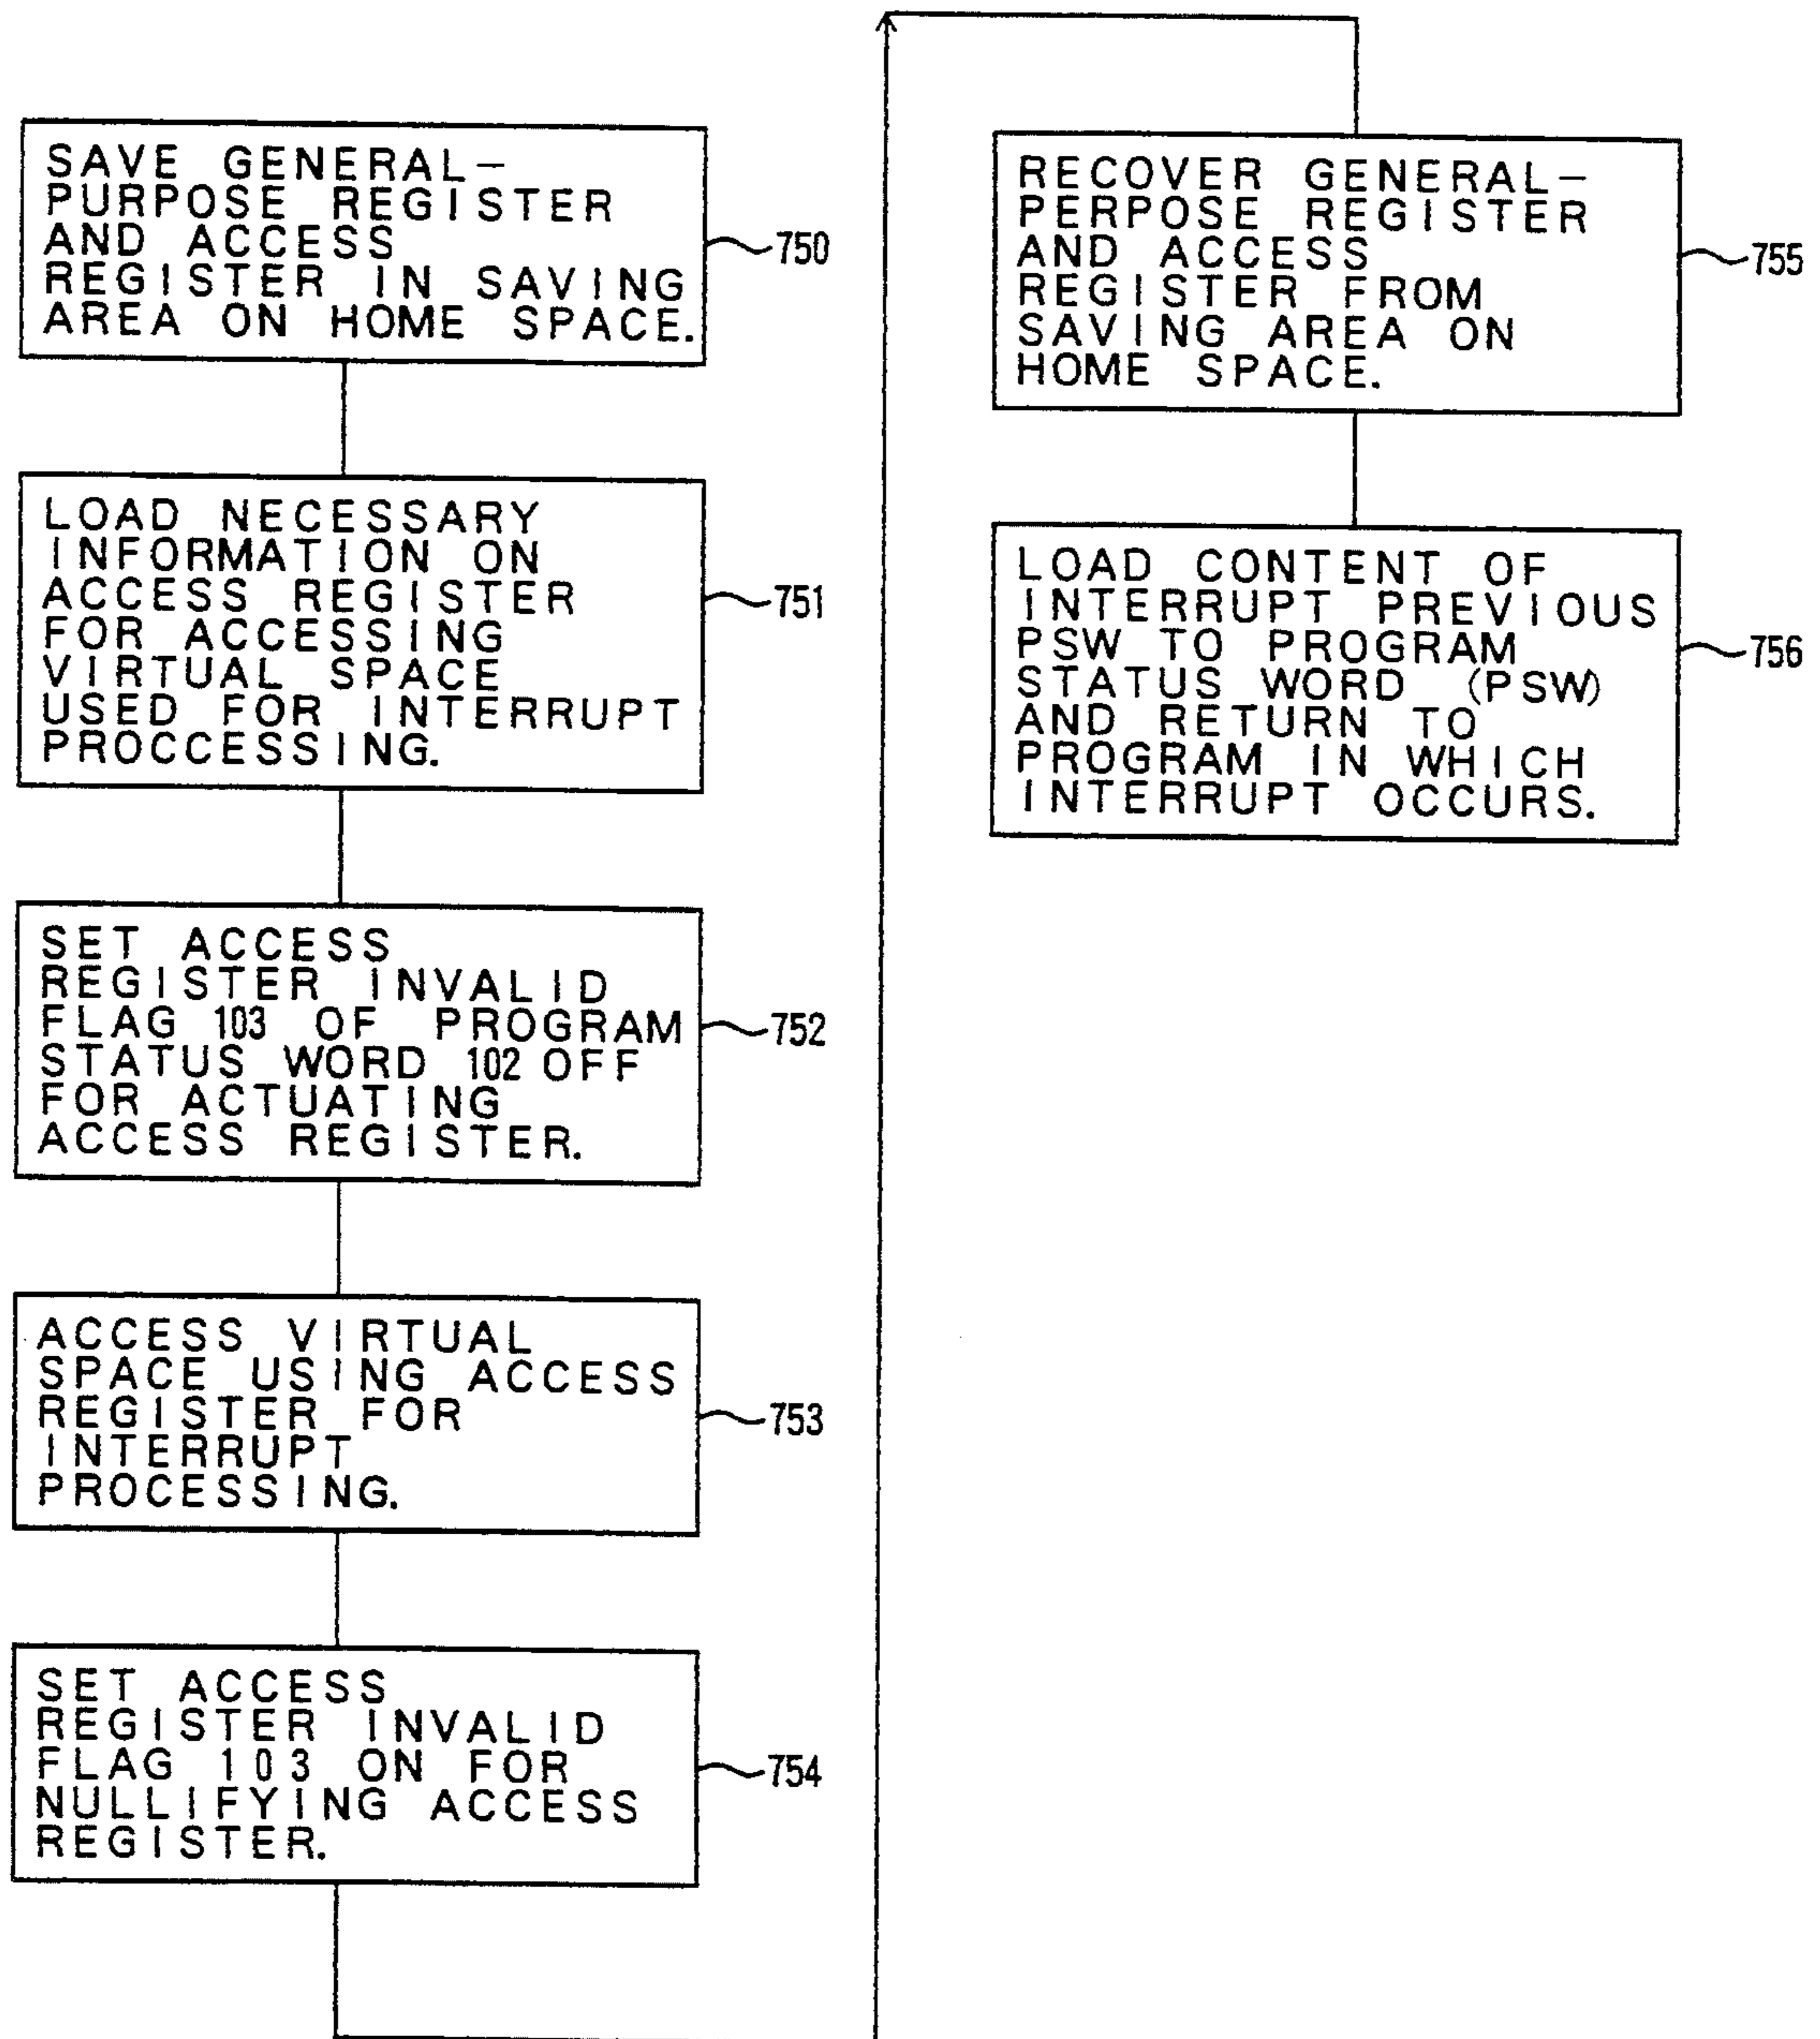 SAVE GENERAL-
PURPOSE REGISTER
AND ACCESS
REGISTER IN SAVING
AREA ON HOME SPACE.
750
LOAD NECESSARY
INFORMATION ON
ACCESS REGISTER
FOR ACCESSING
VIRTUAL SPACE
USED FOR INTERRUPT
PROCCESSING.
751
SET ACCESS
REGISTER INVALID
FLAG 103 OF PROGRAM
STATUS WORD 102 OFF
FOR ACTUATING
ACCESS REGISTER.
752
ACCESS VIRTUAL
SPACE USING ACCESS
REGISTER FOR
INTERRUPT
PROCESSING.
753
SET ACCESS
REGISTER INVALID
FLAG 103 ON FOR
NULLIFYING ACCESS
REGISTER.
754
RECOVER GENERAL-
PERPOSE REGISTER
AND ACCESS
REGISTER FROM
SAVING AREA ON
HOME SPACE.
755
LOAD CONTENT OF
INTERRUPT PREVIOUS
PSW TO PROGRAM
STATUS WORD (PSW)
AND RETURN TO
PROGRAM IN WHICH
INTERRUPT OCCURS.
756